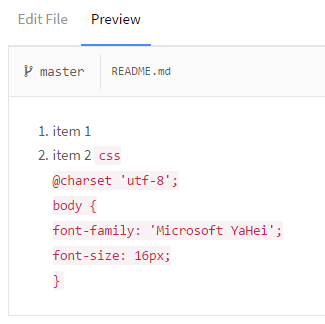 Edit File Preview
master README.md
1. item 1
2. item 2 css
@charset 'utf-8';
body {
font-family: 'Microsoft YaHei';
font-size: 16px;
}